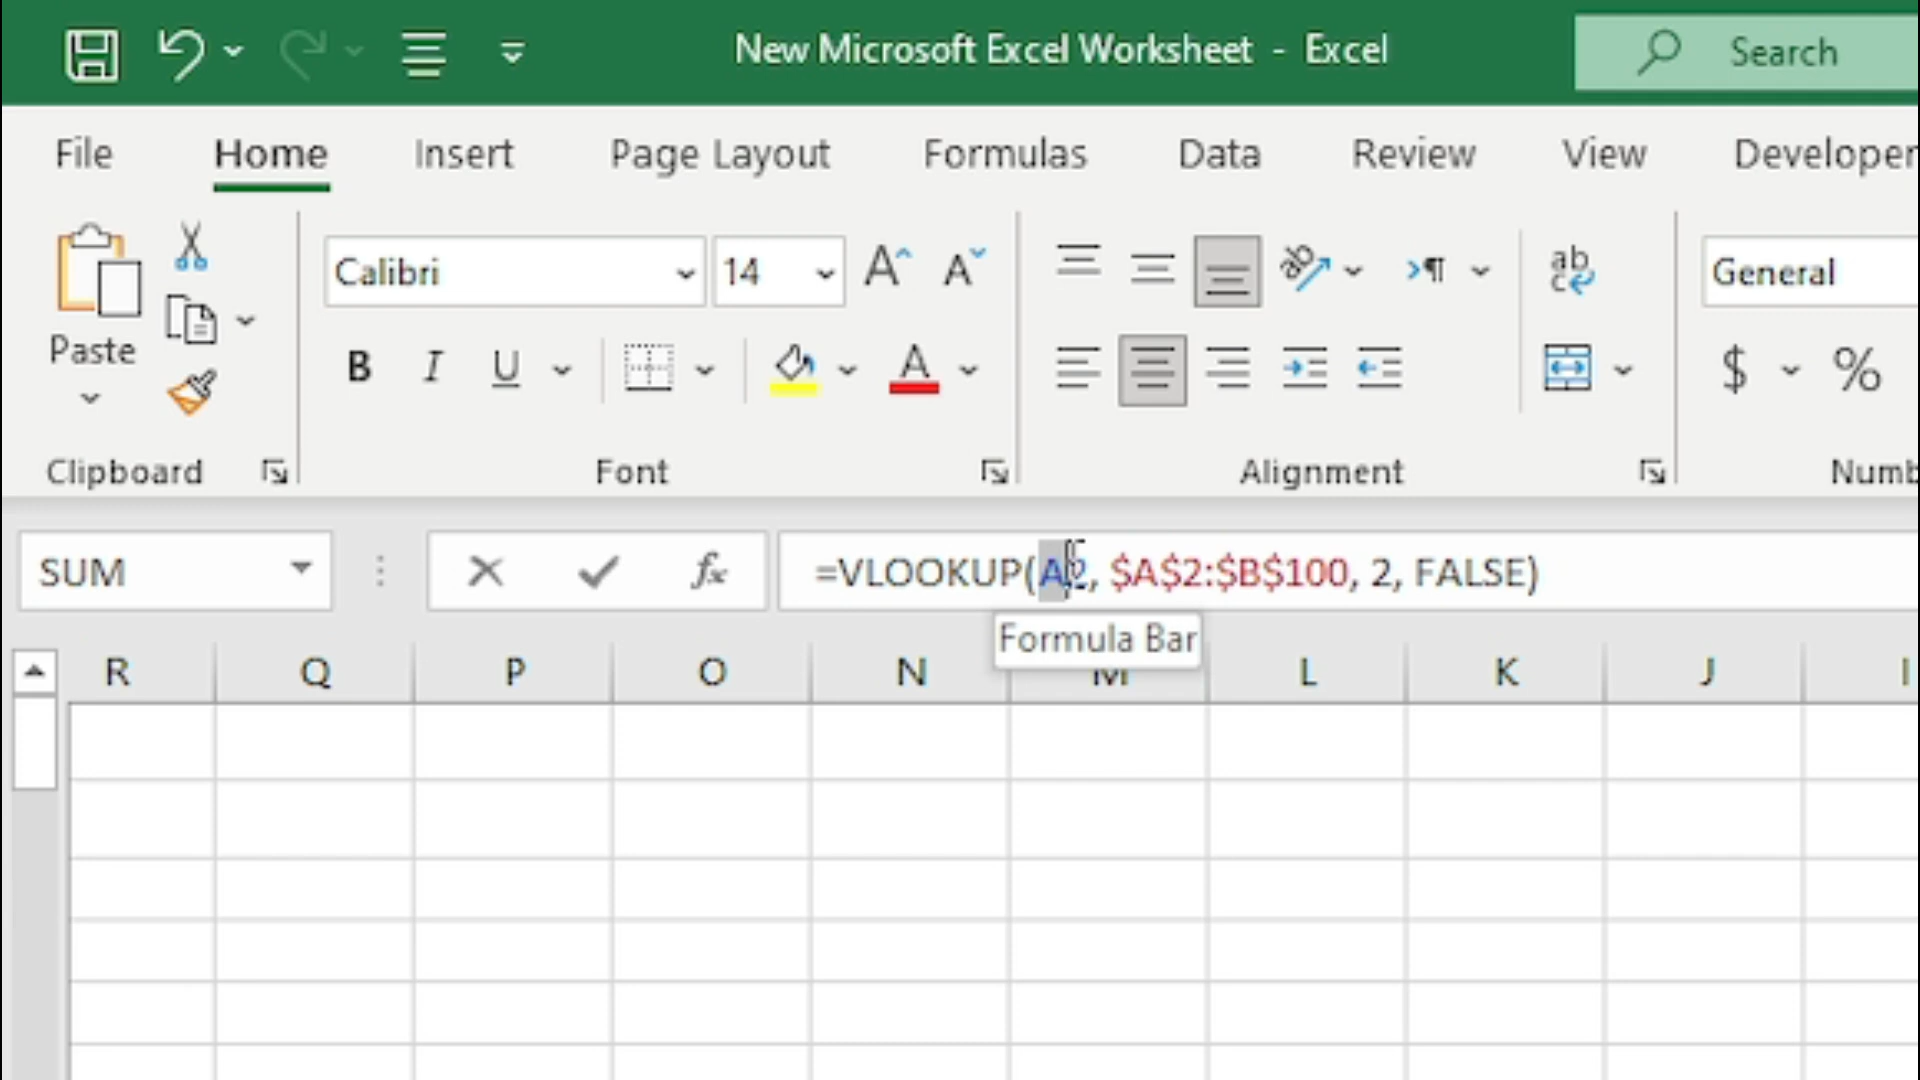 New Microsoft Excel Worksheet - Excel
Search
File Home Insert Page Layout Formulas Data Review View Developer
Calibri 14 General
Paste
B I U $ %
Clipboard Font Alignment
SUM fx =VLOOKUP(A2, $A$2:$B$100, 2, FALSE)
Formula Bar
R Q P O N M L K J I